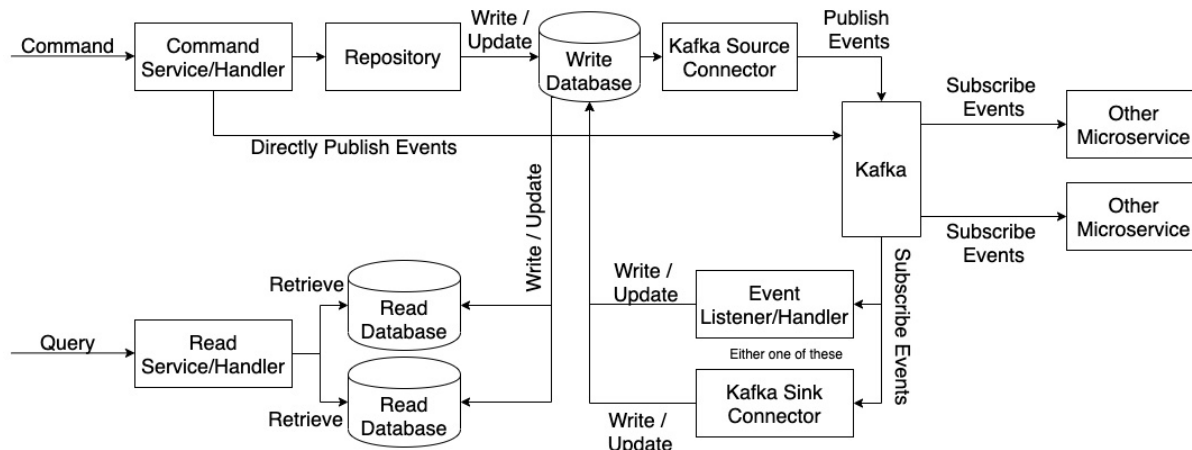 Command
Command
Service/Handler
Repository
Write /
Update
Write
Database
Kafka Source
Connector
Publish
Events
Directly Publish Events
Kafka
Subscribe
Events
Other
Microservice
Subscribe
Events
Other
Microservice
Write / Update
Subscribe Events
Write /
Update
Event
Listener/Handler
Either one of these
Kafka Sink
Connector
Write /
Update
Query
Read
Service/Handler
Retrieve
Read
Database
Retrieve
Read
Database